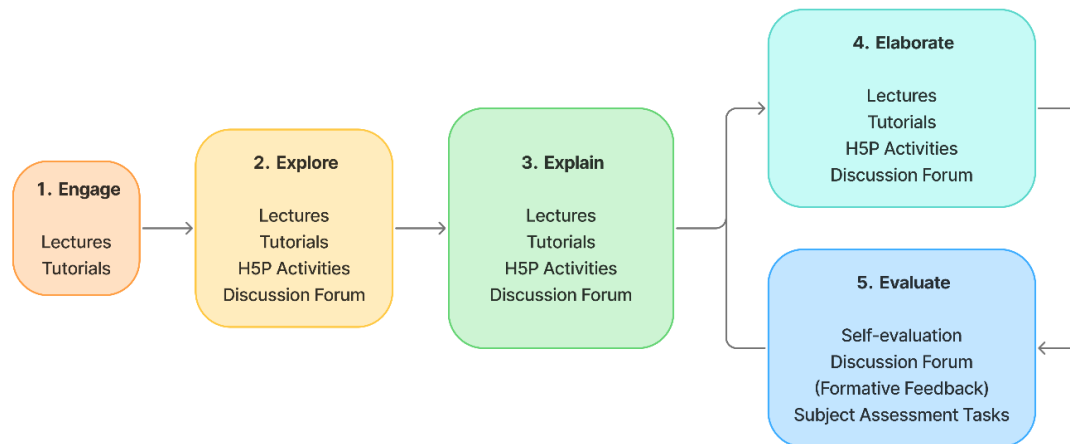 1. Engage
Lectures
Tutorials
2. Explore
Lectures
Tutorials
H5P Activities
Discussion Forum
3. Explain
Lectures
Tutorials
H5P Activities
Discussion Forum
4. Elaborate
Lectures
Tutorials
H5P Activities
Discussion Forum
5. Evaluate
Self-evaluation
Discussion Forum
(Formative Feedback)
Subject Assessment Tasks